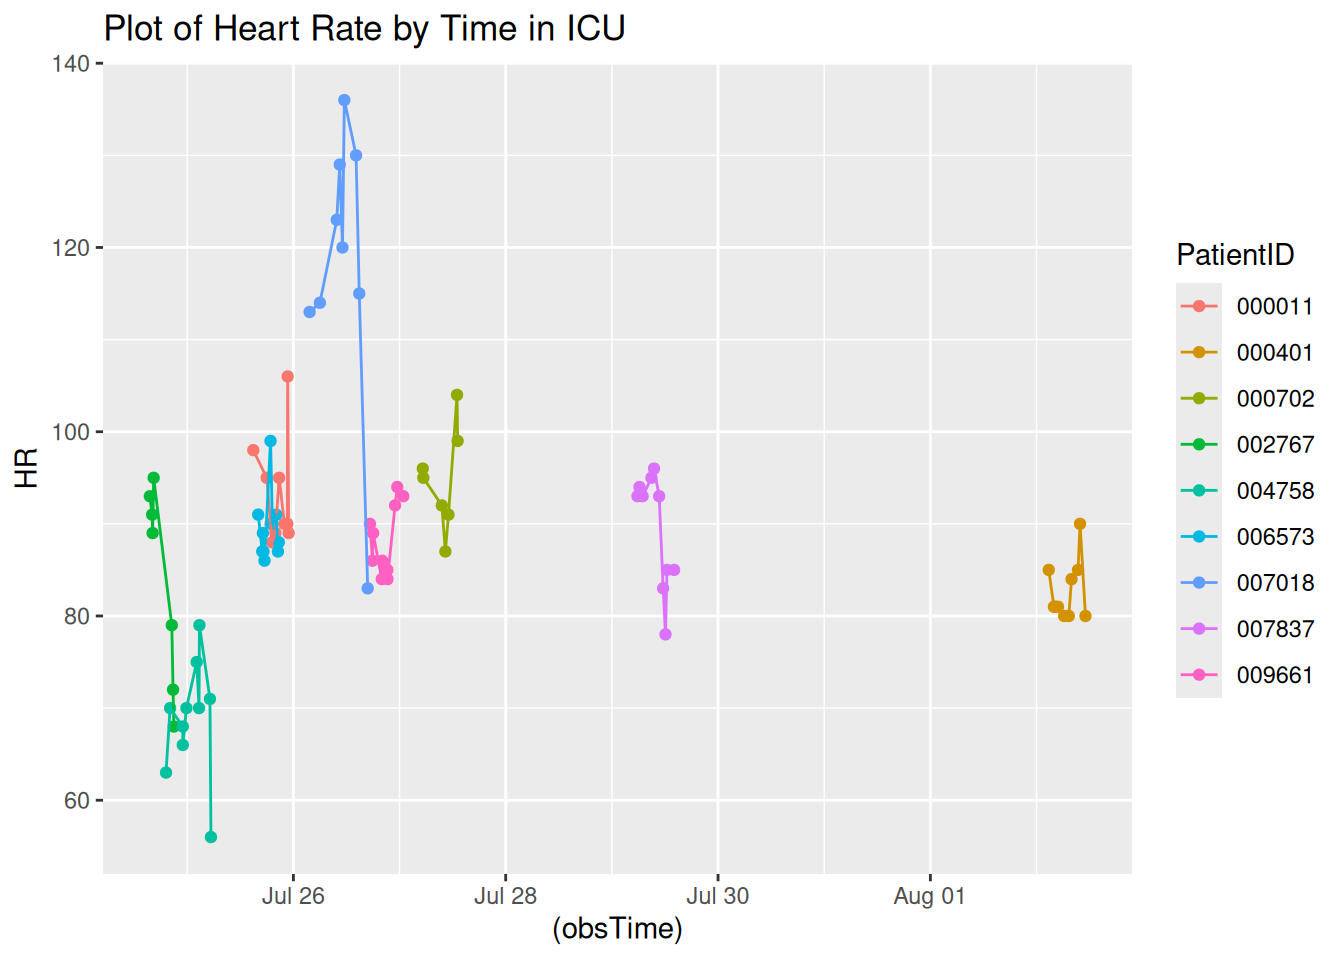 Plot of Heart Rate by Time in ICU
140
120
100
80
60
HR
Jul 26
Jul 28
Jul 30
Aug 01
(obsTime)
PatientID
000011
000401
000702
002767
004758
006573
007018
007837
009661